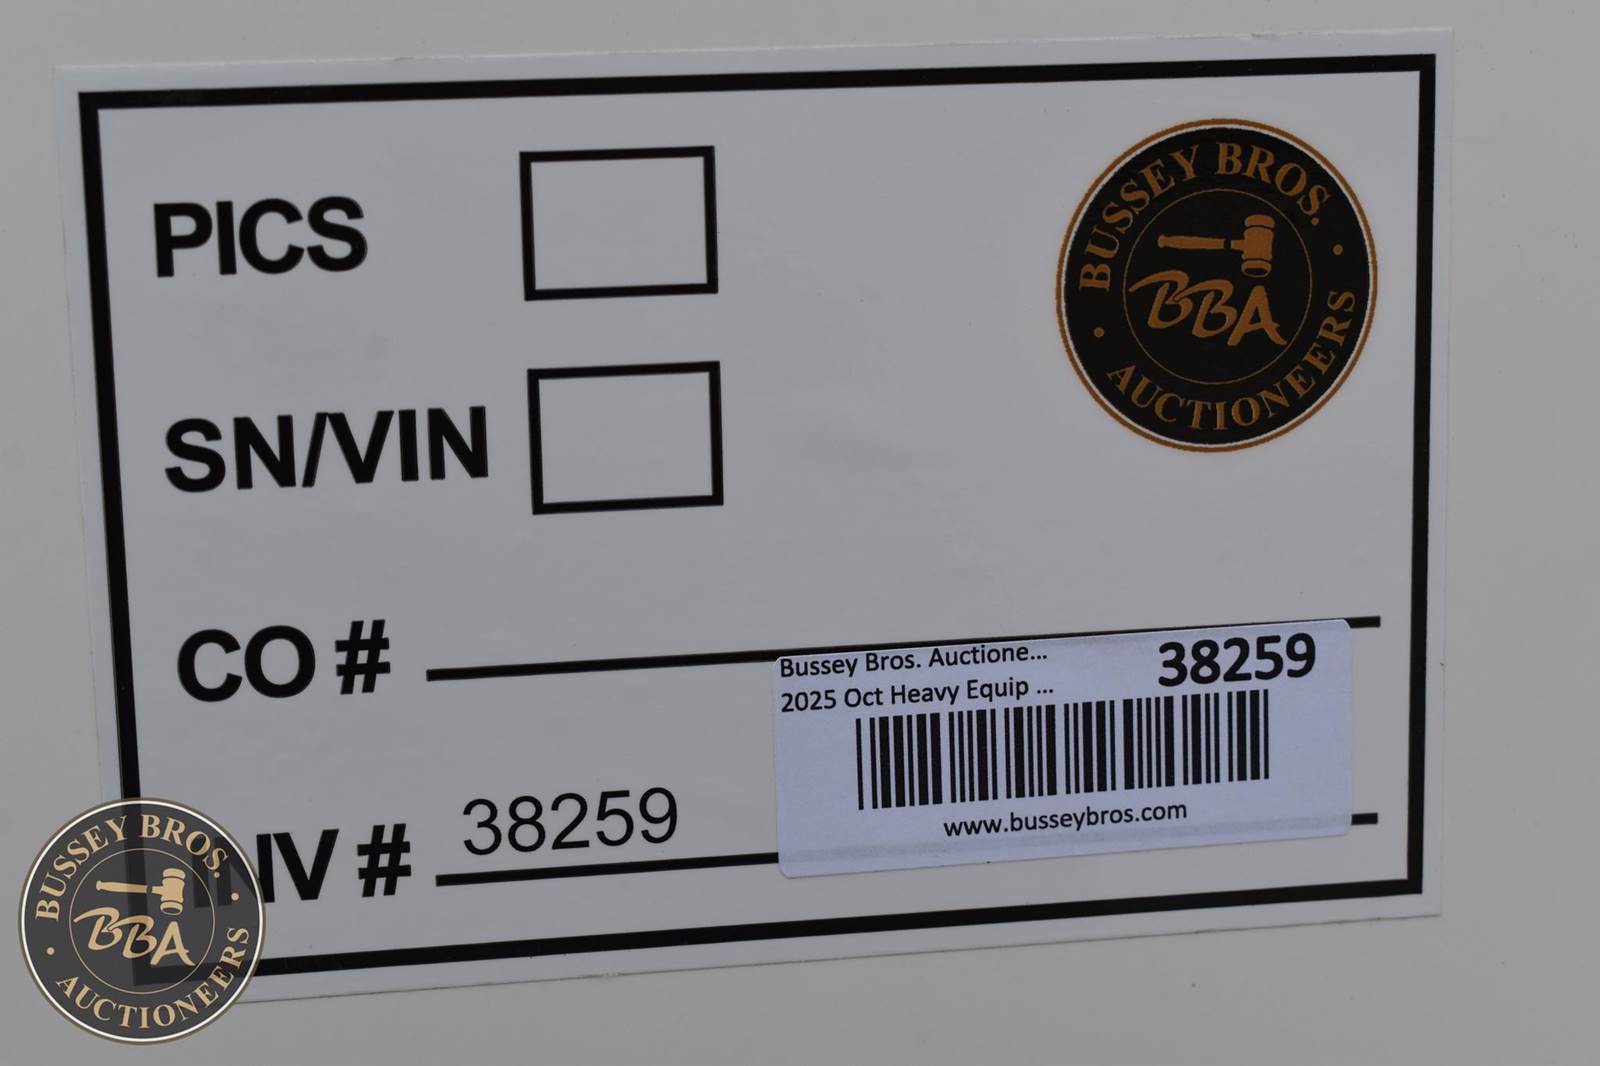 PICS
BUSSEY BROS.
BBA
AUCTIONEERS
SN/VIN
CO #
Bussey Bros. Auctione...
38259
2025 Oct Heavy Equip ...
www.busseybros.com
INV # 38259
BUSSEY BROS.
BBA
AUCTIONEERS